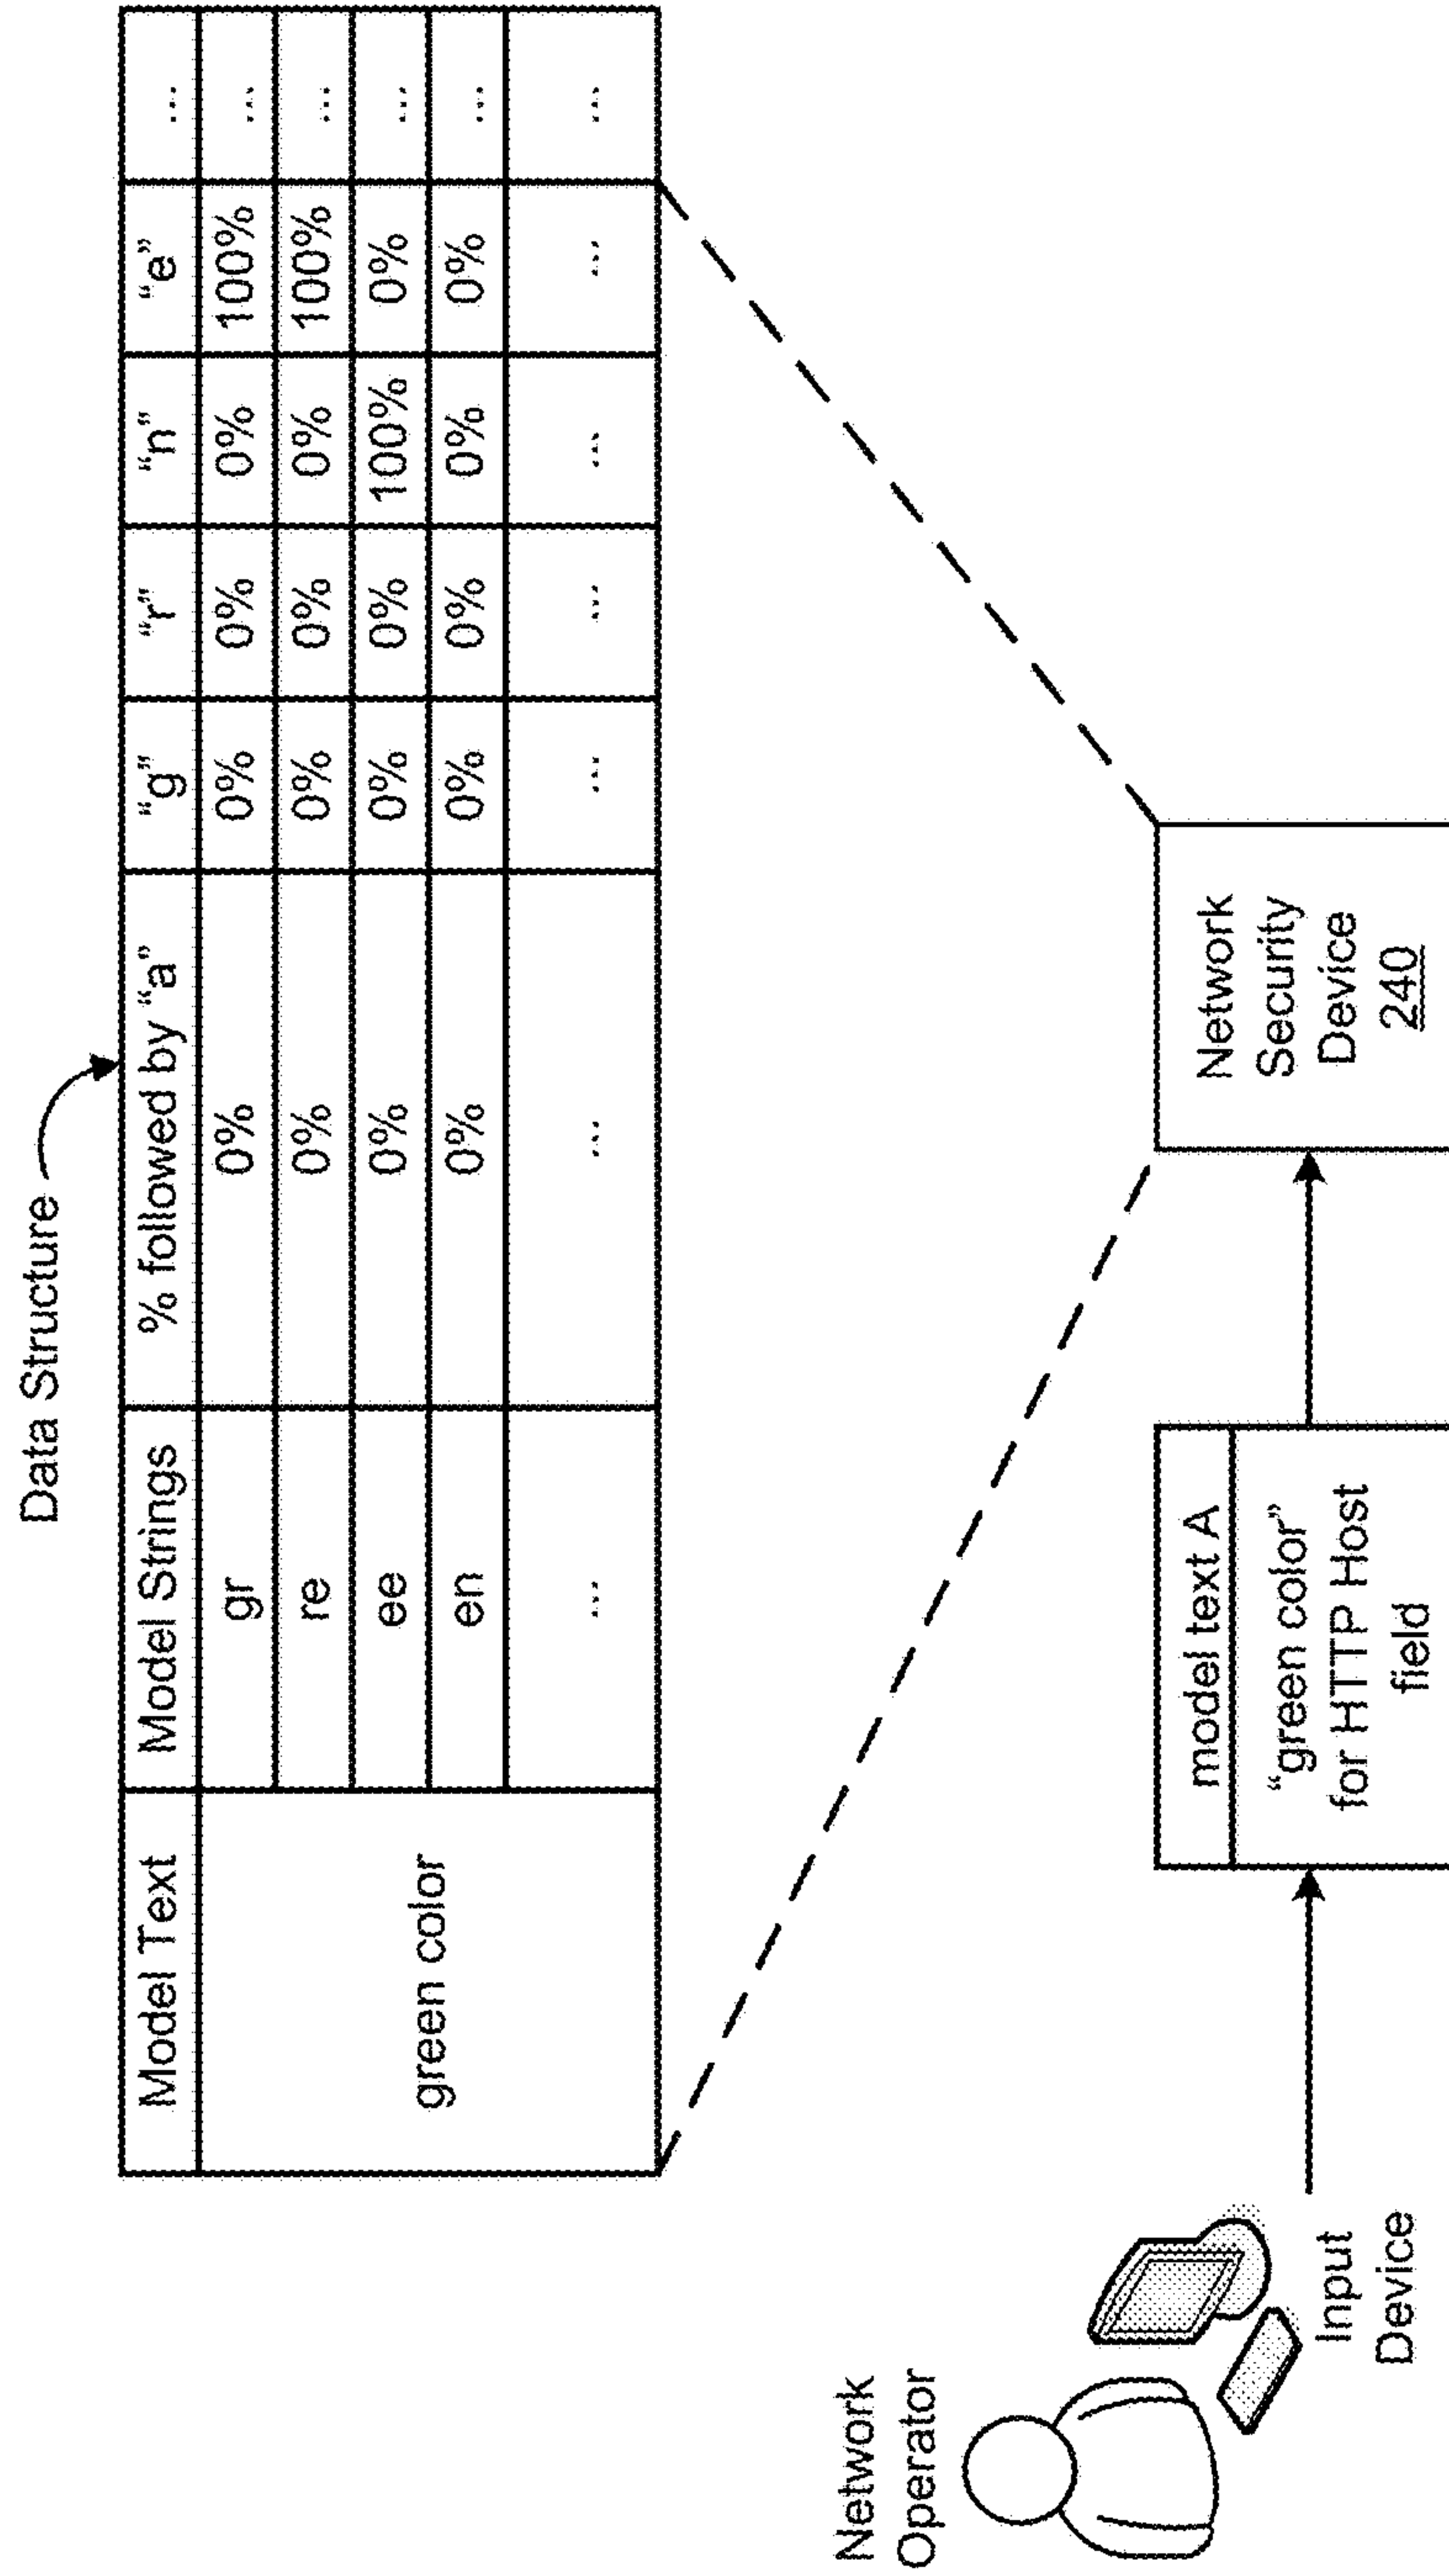 Data Structure
Model Text Model Strings % followed by “a” “g” “r” “n” “e” ...
green color gr 0% 0% 0% 0% 100% ...
re 0% 0% 0% 0% 100% ...
ee 0% 0% 0% 100% 0% ...
en 0% 0% 0% 0% 0% ...
... ... ... ... ... ... ...
Network
Operator
Input
Device
model text A
“green color”
for HTTP Host
field
Network
Security
Device
240